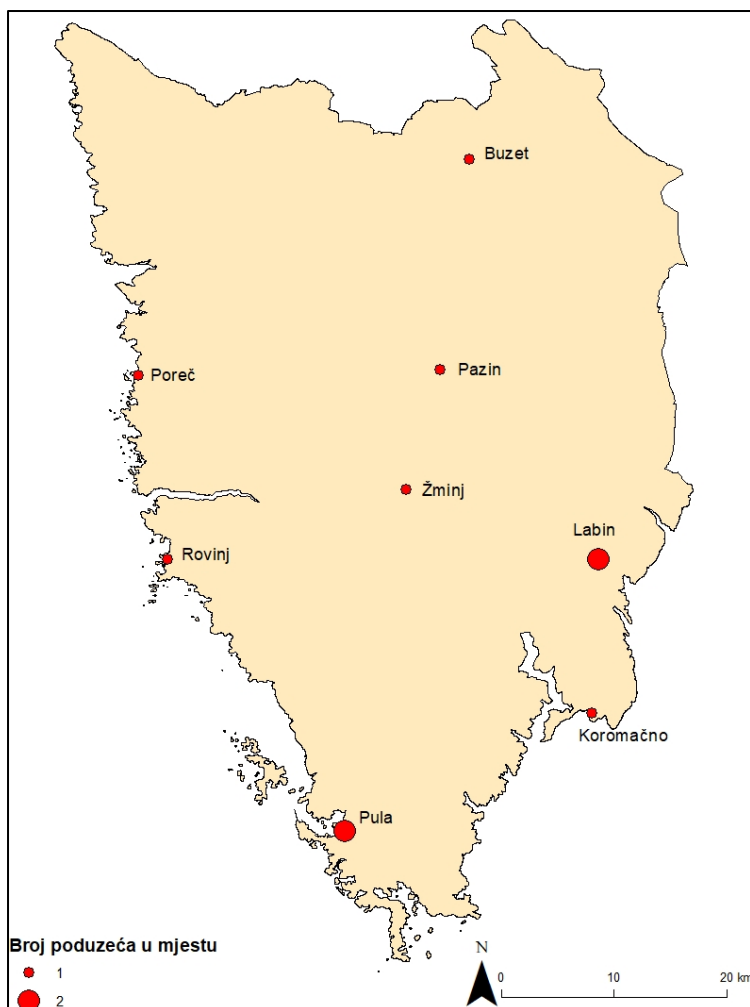 Buzet
Poreč
Pazin
Žminj
Labin
Rovinj
Koromačno
Pula
Broj poduzeća u mjestu
1
2
N
0 10 20 km